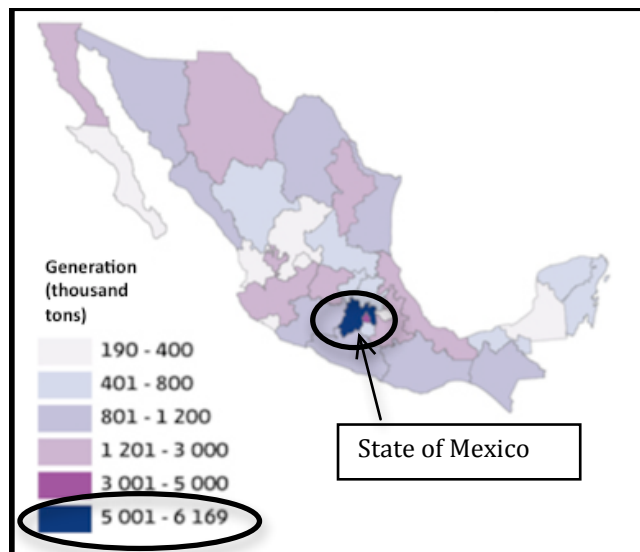 Generation
(thousand
tons)
190 - 400
401 - 800
801 - 1 200
1 201 - 3 000
3 001 - 5 000
5 001 - 6 169
State of Mexico